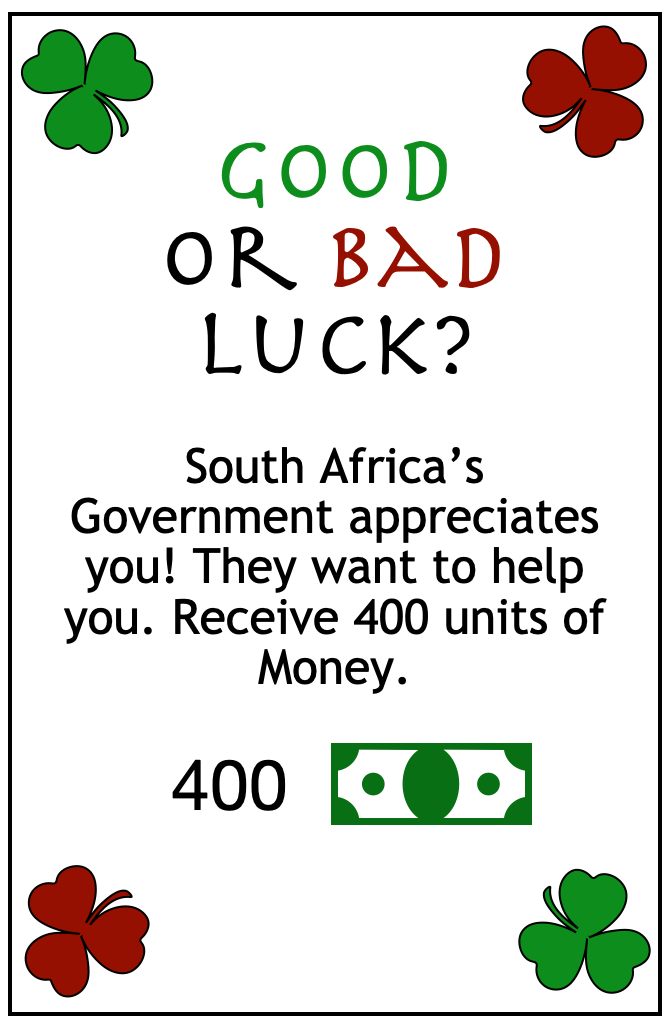 GOOD
OR BAD
LUCK?
South Africa’s
Government appreciates
you! They want to help
you. Receive 400 units of
Money.
400